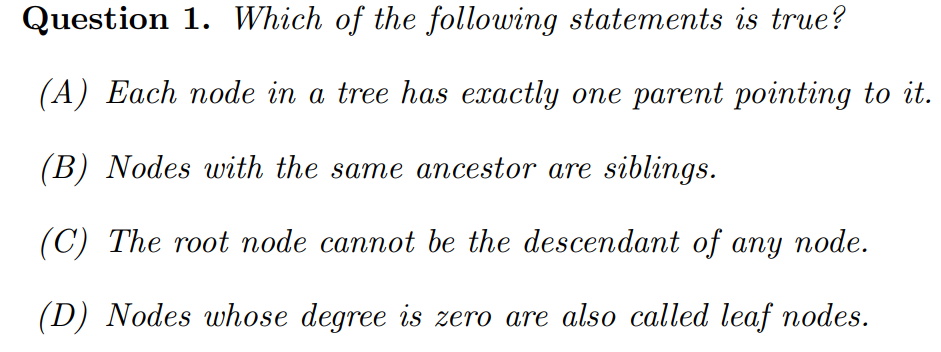 Question 1. Which of the following statements is true?
(A) Each node in a tree has exactly one parent pointing to it.
(B) Nodes with the same ancestor are siblings.
(C) The root node cannot be the descendant of any node.
(D) Nodes whose degree is zero are also called leaf nodes.